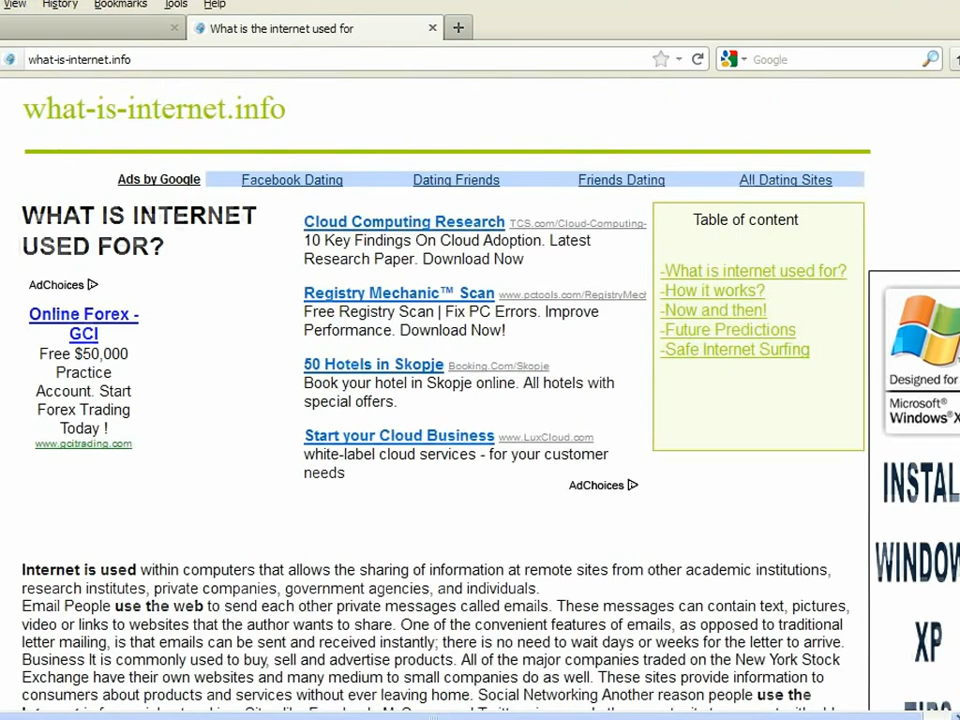 View History Bookmarks Tools Help
What is the internet used for
what-is-internet.info
Google
what-is-internet.info
Ads by Google Facebook Dating Dating Friends Friends Dating All Dating Sites
WHAT IS INTERNET
USED FOR?
AdChoices
Online Forex -
GCI
Free $50,000
Practice
Account. Start
Forex Trading
Today !
www.gcitrading.com
Cloud Computing Research TCS.com/Cloud-Computing-
10 Key Findings On Cloud Adoption. Latest
Research Paper. Download Now
Registry Mechanic™ Scan www.pctools.com/RegistryMect
Free Registry Scan | Fix PC Errors. Improve
Performance. Download Now!
50 Hotels in Skopje Booking.Com/Skopje
Book your hotel in Skopje online. All hotels with
special offers.
Start your Cloud Business www.LuxCloud.com
white-label cloud services - for your customer
needs
AdChoices
Table of content
-What is internet used for?
-How it works?
-Now and then!
-Future Predictions
-Safe Internet Surfing
Designed for
Microsoft®
Windows®X
INSTAL
WINDOW
XP
Internet is used within computers that allows the sharing of information at remote sites from other academic institutions,
research institutes, private companies, government agencies, and individuals.
Email People use the web to send each other private messages called emails. These messages can contain text, pictures,
video or links to websites that the author wants to share. One of the convenient features of emails, as opposed to traditional
letter mailing, is that emails can be sent and received instantly; there is no need to wait days or weeks for the letter to arrive.
Business It is commonly used to buy, sell and advertise products. All of the major companies traded on the New York Stock
Exchange have their own websites and many medium to small companies do as well. These sites provide information to
consumers about products and services without ever leaving home. Social Networking Another reason people use the